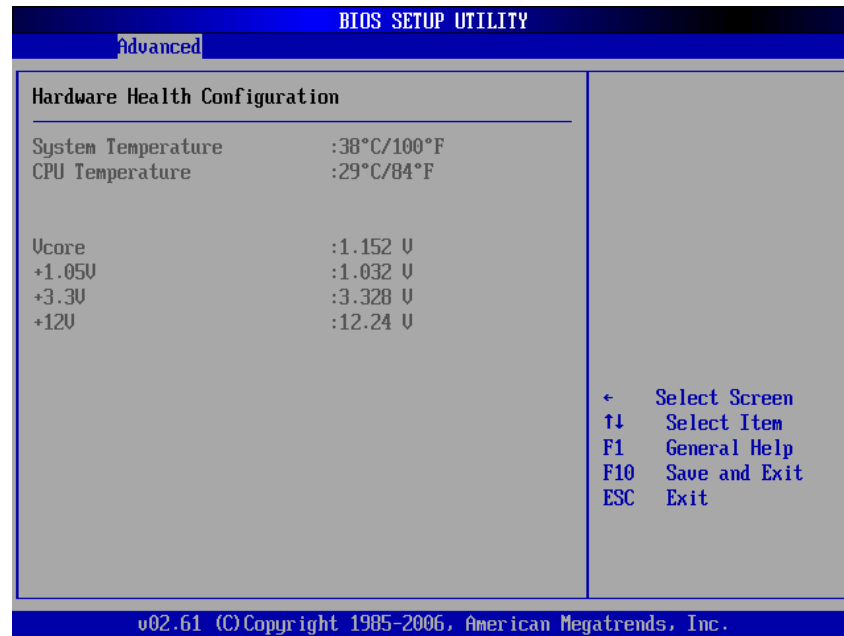 BIOS SETUP UTILITY
Advanced
Hardware Health Configuration
System Temperature :38°C/100°F
CPU Temperature :29°C/84°F
Vcore :1.152 V
+1.05V :1.032 V
+3.3V :3.328 V
+12V :12.24 V
← Select Screen
↑↓ Select Item
F1 General Help
F10 Save and Exit
ESC Exit
v02.61 (C)Copyright 1985-2006, American Megatrends, Inc.